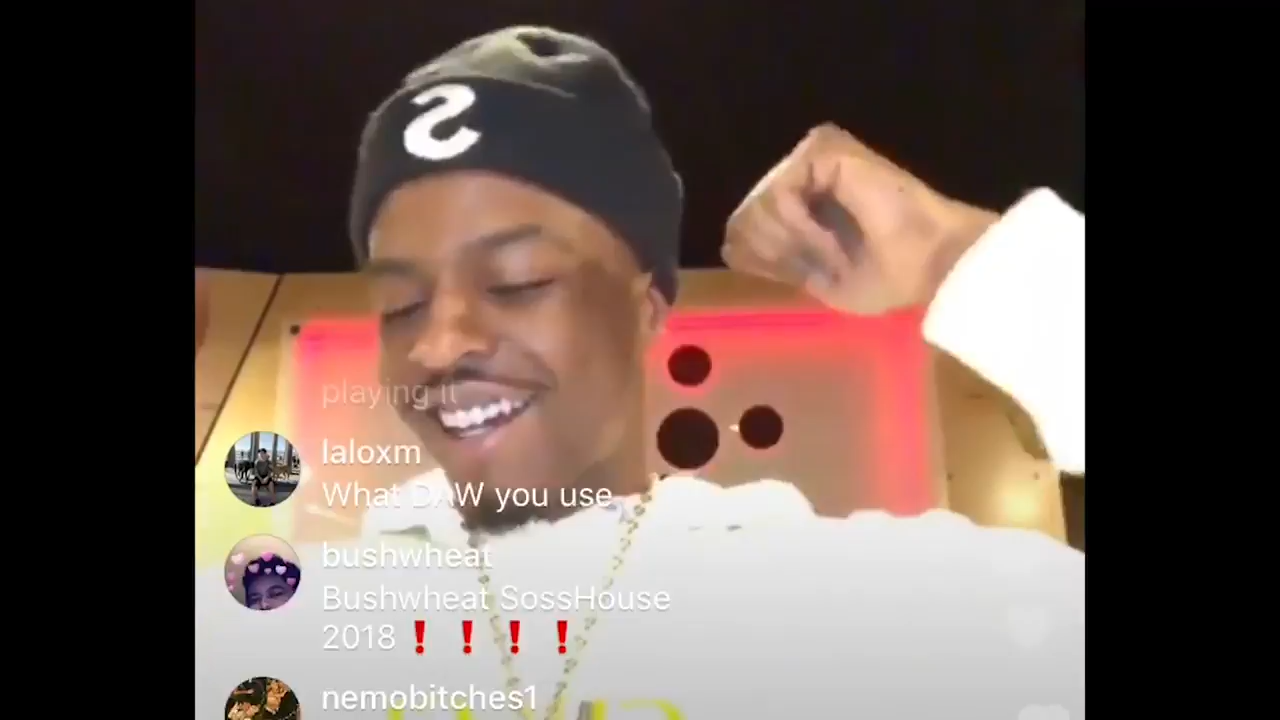 playing it
laloxm
What DAW you use
bushwheat
Bushwheat SossHouse
2018❗❗❗❗
nemobitches1